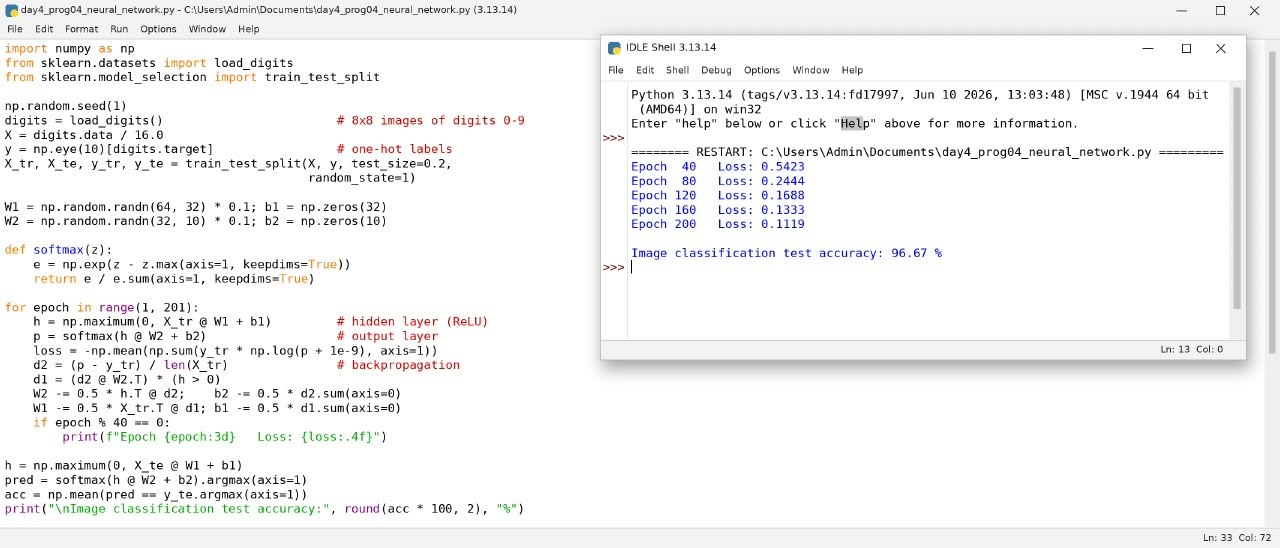 day4_prog04_neural_network.py - C:\Users\Admin\Documents\day4_prog04_neural_network.py (3.13.14)
File Edit Format Run Options Window Help
import numpy as np
from sklearn.datasets import load_digits
from sklearn.model_selection import train_test_split

np.random.seed(1)
digits = load_digits()                        # 8x8 images of digits 0-9
X = digits.data / 16.0
y = np.eye(10)[digits.target]                 # one-hot labels
X_tr, X_te, y_tr, y_te = train_test_split(X, y, test_size=0.2,
                                          random_state=1)

W1 = np.random.randn(64, 32) * 0.1; b1 = np.zeros(32)
W2 = np.random.randn(32, 10) * 0.1; b2 = np.zeros(10)

def softmax(z):
    e = np.exp(z - z.max(axis=1, keepdims=True))
    return e / e.sum(axis=1, keepdims=True)

for epoch in range(1, 201):
    h = np.maximum(0, X_tr @ W1 + b1)         # hidden layer (ReLU)
    p = softmax(h @ W2 + b2)                  # output layer
    loss = -np.mean(np.sum(y_tr * np.log(p + 1e-9), axis=1))
    d2 = (p - y_tr) / len(X_tr)               # backpropagation
    d1 = (d2 @ W2.T) * (h > 0)
    W2 -= 0.5 * h.T @ d2;    b2 -= 0.5 * d2.sum(axis=0)
    W1 -= 0.5 * X_tr.T @ d1; b1 -= 0.5 * d1.sum(axis=0)
    if epoch % 40 == 0:
        print(f"Epoch {epoch:3d}   Loss: {loss:.4f}")

h = np.maximum(0, X_te @ W1 + b1)
pred = softmax(h @ W2 + b2).argmax(axis=1)
acc = np.mean(pred == y_te.argmax(axis=1))
print("\nImage classification test accuracy:", round(acc * 100, 2), "%")
Ln: 33 Col: 72
IDLE Shell 3.13.14
File Edit Shell Debug Options Window Help
Python 3.13.14 (tags/v3.13.14:fd17997, Jun 10 2026, 13:03:48) [MSC v.1944 64 bit
 (AMD64)] on win32
Enter "help" below or click "Help" above for more information.
>>>
======== RESTART: C:\Users\Admin\Documents\day4_prog04_neural_network.py =========
Epoch  40   Loss: 0.5423
Epoch  80   Loss: 0.2444
Epoch 120   Loss: 0.1688
Epoch 160   Loss: 0.1333
Epoch 200   Loss: 0.1119

Image classification test accuracy: 96.67 %
>>>
Ln: 13 Col: 0